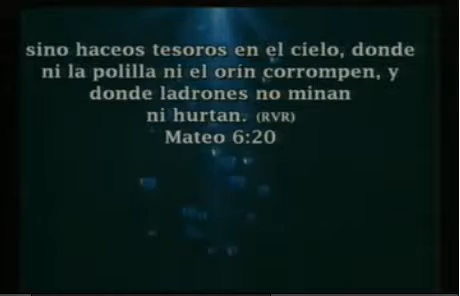 sino haceos tesoros en el cielo, donde
ni la polilla ni el orín corrompen, y
donde ladrones no minan
ni hurtan. (RVR)
Mateo 6:20